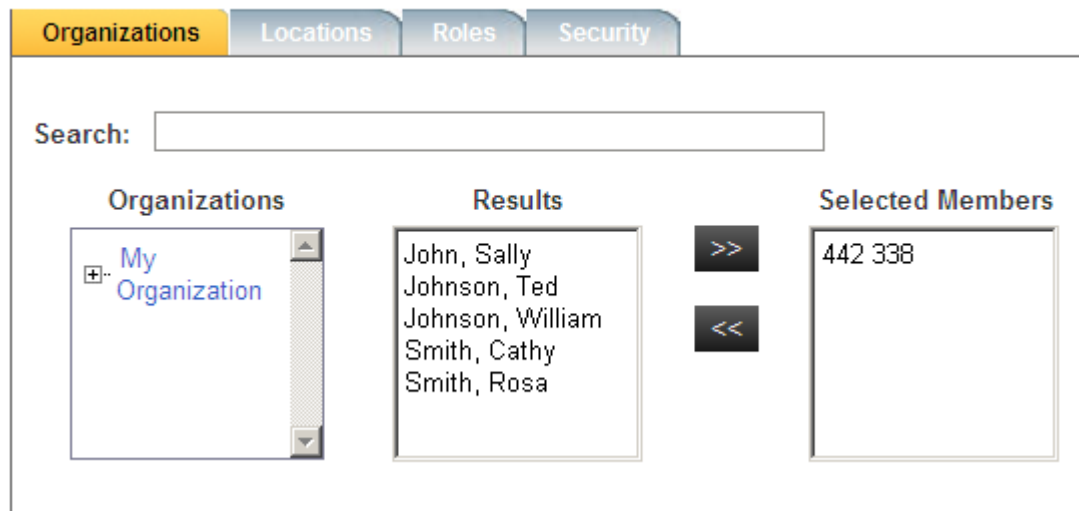 Organizations Locations Roles Security
Search:
Organizations
My
Organization
Results
John, Sally
Johnson, Ted
Johnson, William
Smith, Cathy
Smith, Rosa
>>
<<
Selected Members
442 338